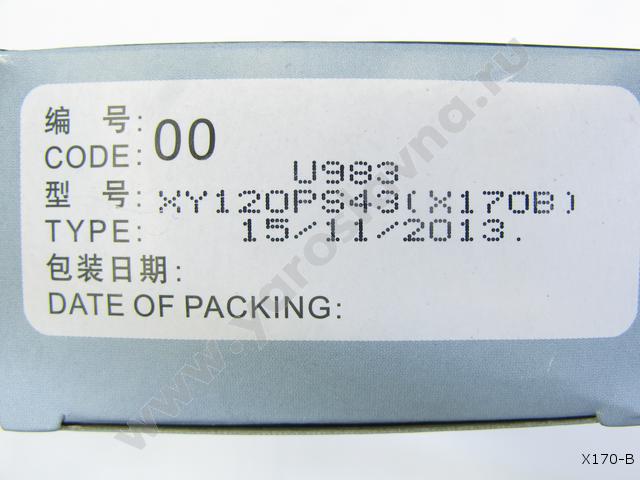 编 号:
CODE: 00
U983
型 号: XY120PS43(X170B)
TYPE: 15/11/2013.
包装日期:
DATE OF PACKING:
www.ygroskovna.ru
X170-B